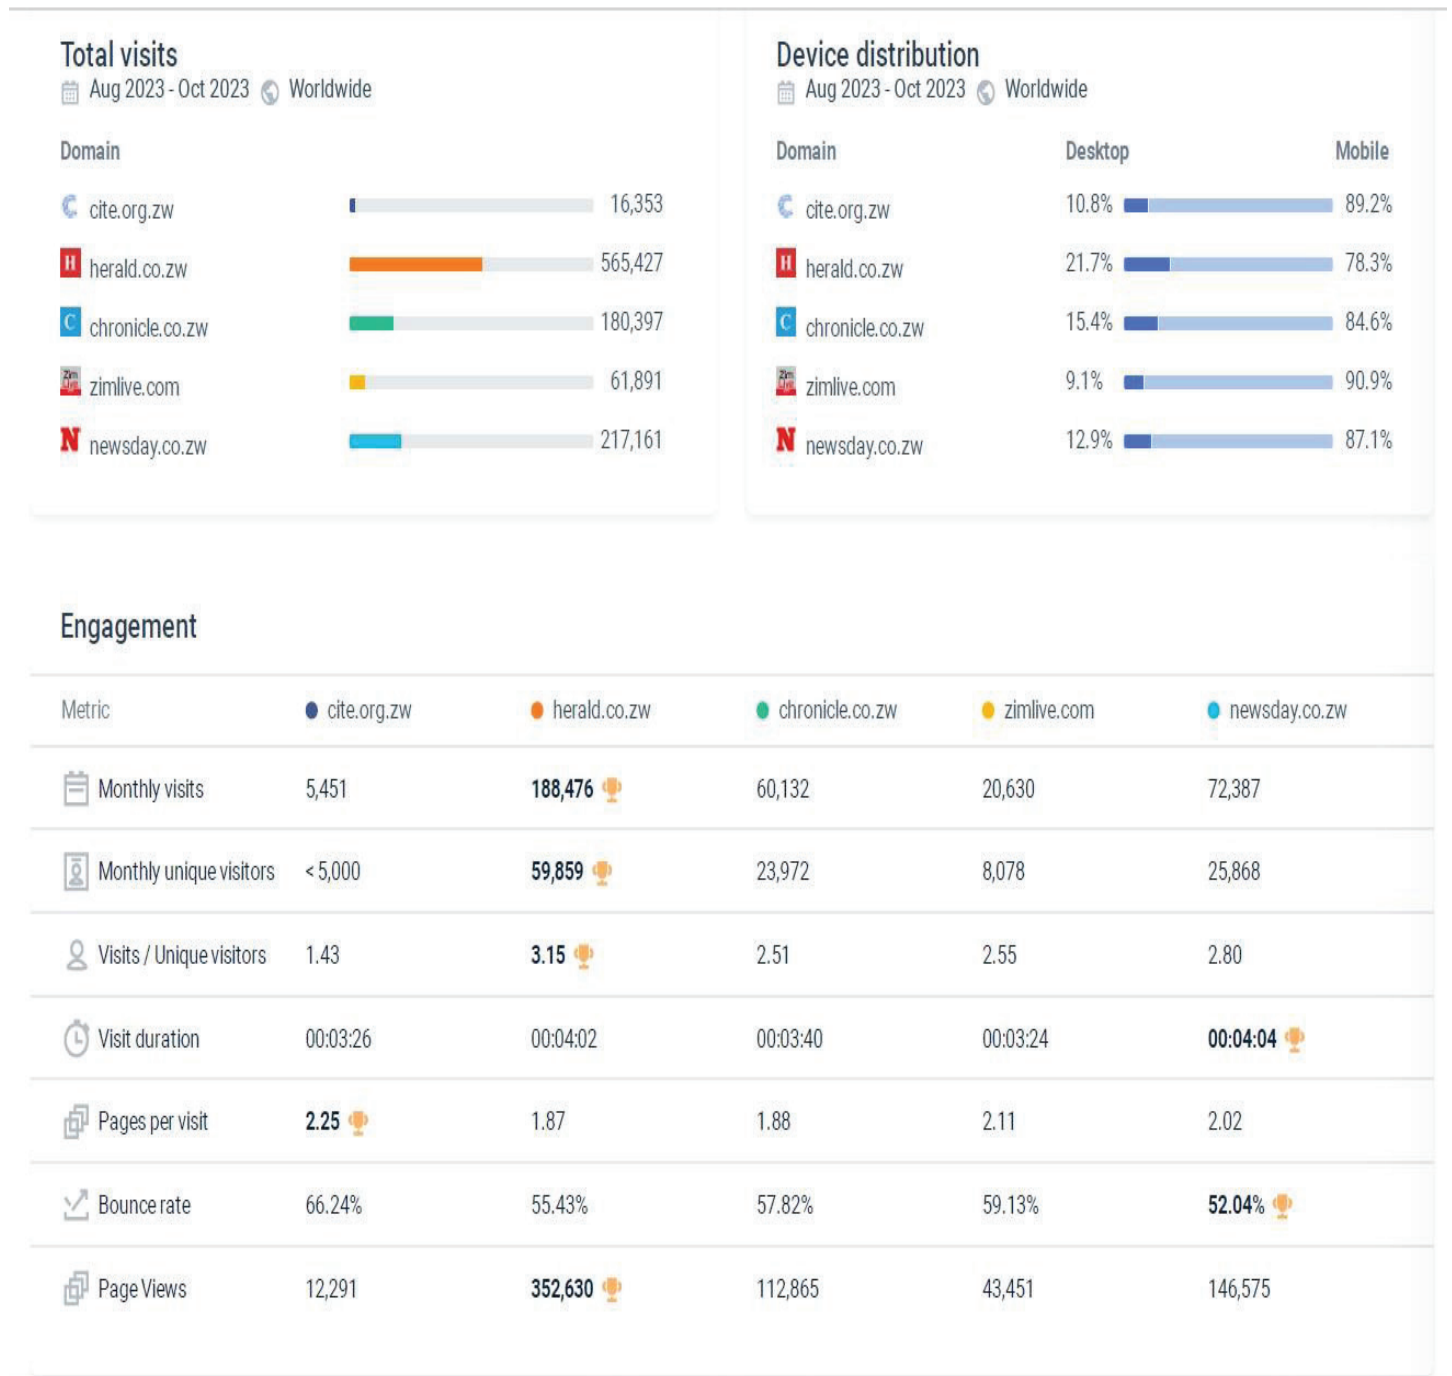 Total visits
Aug 2023 - Oct 2023 Worldwide
Domain
cite.org.zw 16,353
H herald.co.zw 565,427
C chronicle.co.zw 180,397
Zim Live zimlive.com 61,891
N newsday.co.zw 217,161
Device distribution
Aug 2023 - Oct 2023 Worldwide
Domain Desktop Mobile
cite.org.zw 10.8% 89.2%
H herald.co.zw 21.7% 78.3%
C chronicle.co.zw 15.4% 84.6%
Zim Live zimlive.com 9.1% 90.9%
N newsday.co.zw 12.9% 87.1%
Engagement
Metric cite.org.zw herald.co.zw chronicle.co.zw zimlive.com newsday.co.zw
Monthly visits 5,451 188,476 60,132 20,630 72,387
Monthly unique visitors < 5,000 59,859 23,972 8,078 25,868
Visits / Unique visitors 1.43 3.15 2.51 2.55 2.80
Visit duration 00:03:26 00:04:02 00:03:40 00:03:24 00:04:04
Pages per visit 2.25 1.87 1.88 2.11 2.02
Bounce rate 66.24% 55.43% 57.82% 59.13% 52.04%
Page Views 12,291 352,630 112,865 43,451 146,575